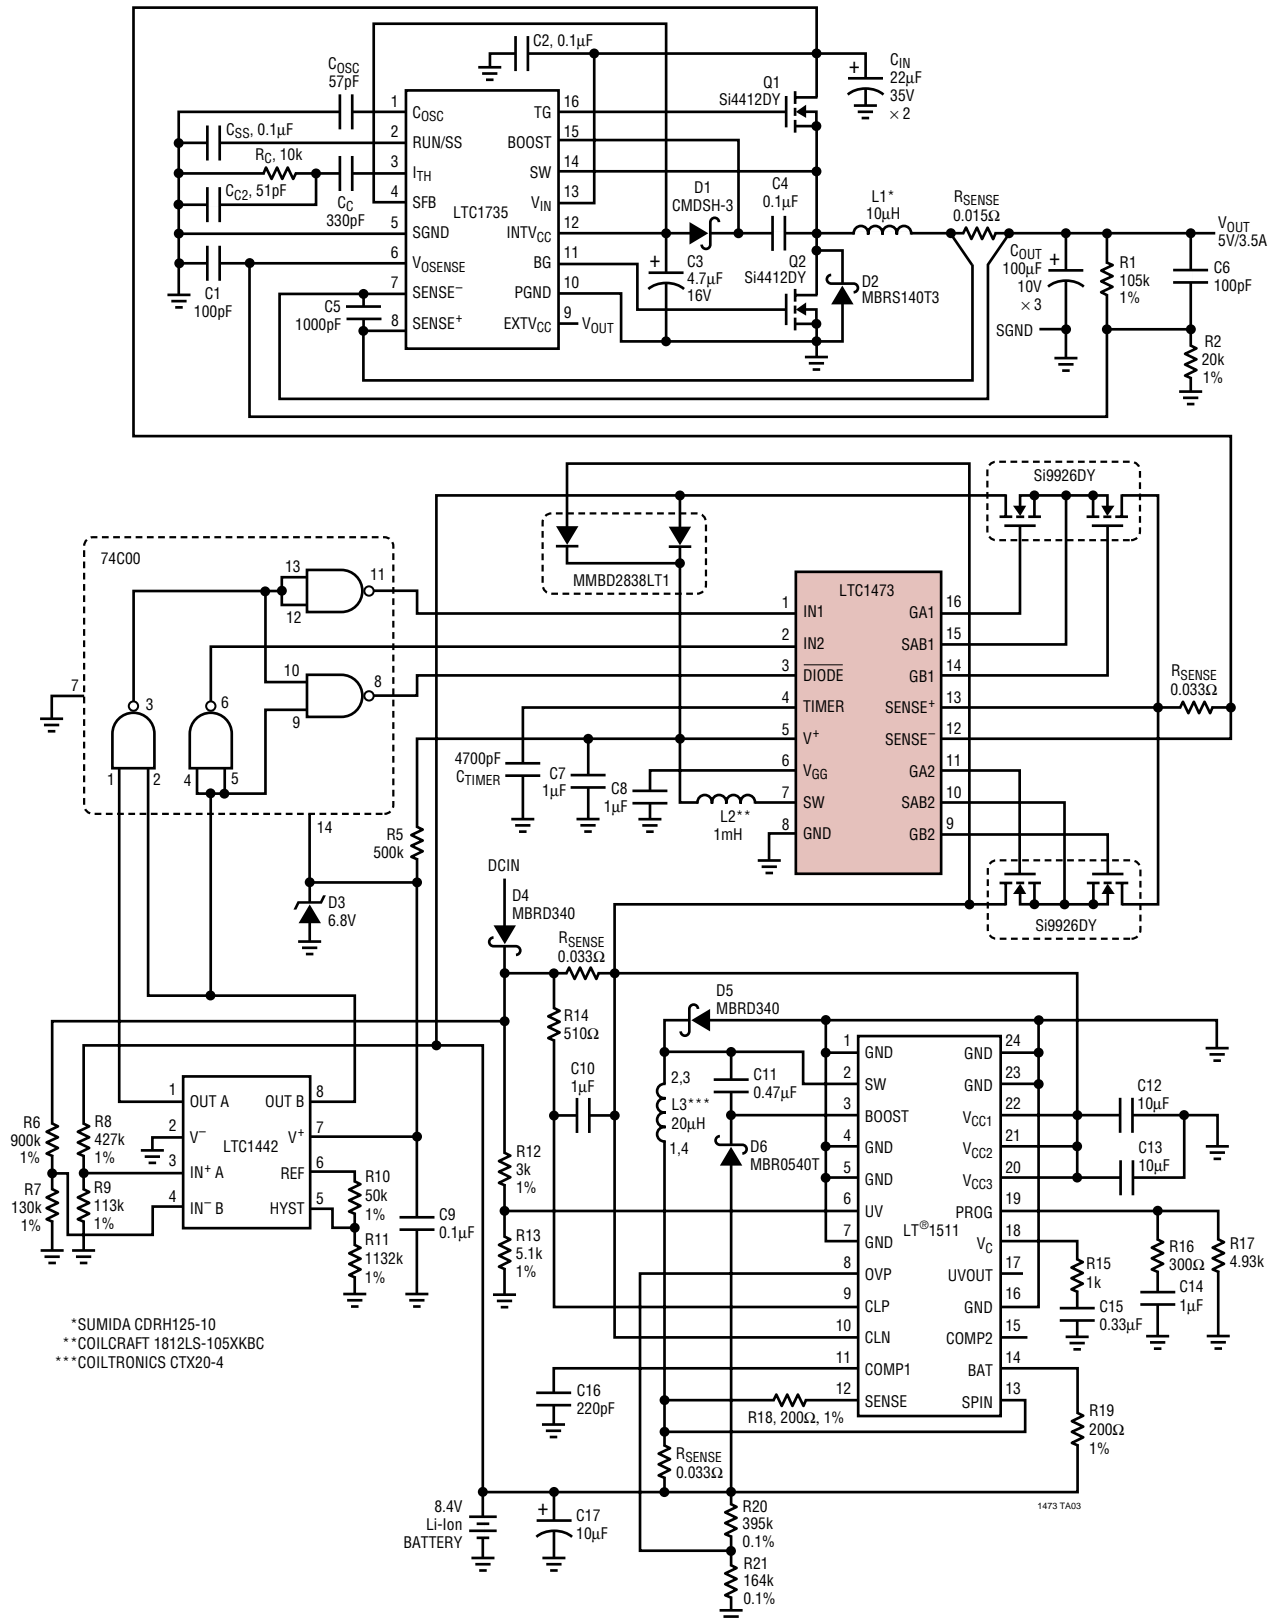 C2, 0.1µF
COSC
57pF
CIN
22µF
35V
× 2
Q1
Si4412DY
1
COSC
TG
16
CSS, 0.1µF
2
RUN/SS
BOOST
15
RC, 10k
3
ITH
SW
14
CC2, 51pF
CC
330pF
4
SFB
LTC1735
VIN
13
D1
CMDSH-3
C4
0.1µF
L1*
10µH
RSENSE
0.015Ω
VOUT
5V/3.5A
5
SGND
INTVCC
12
6
VOSENSE
BG
11
C3
4.7µF
16V
Q2
Si4412DY
D2
MBRS140T3
COUT
100µF
10V
× 3
R1
105k
1%
C6
100pF
C1
100pF
7
SENSE–
PGND
10
C5
1000pF
8
SENSE+
EXTVCC
9
VOUT
SGND
R2
20k
1%
Si9926DY
74C00
13
12
11
MMBD2838LT1
LTC1473
1
IN1
GA1
16
2
IN2
SAB1
15
10
9
8
3
DIODE
GB1
14
7
3
6
4
TIMER
SENSE+
13
RSENSE
0.033Ω
1
2
4
5
4700pF
CTIMER
C7
1µF
C8
1µF
5
V+
SENSE–
12
6
VGG
GA2
11
L2**
1mH
7
SW
SAB2
10
8
GND
GB2
9
14
R5
500k
D3
6.8V
DCIN
D4
MBRD340
Si9926DY
RSENSE
0.033Ω
R14
510Ω
D5
MBRD340
C10
1µF
2,3
L3***
20µH
1,4
C11
0.47µF
D6
MBR0540T
1
GND
GND
24
2
SW
GND
23
3
BOOST
VCC1
22
4
GND
VCC2
21
5
GND
VCC3
20
6
UV
PROG
19
7
GND
LT®1511
VC
18
8
OVP
UVOUT
17
9
CLP
GND
16
10
CLN
COMP2
15
11
COMP1
BAT
14
12
SENSE
SPIN
13
C12
10µF
C13
10µF
R15
1k
C15
0.33µF
R16
300Ω
C14
1µF
R17
4.93k
1
OUT A
OUT B
8
2
V–
LTC1442
V+
7
3
IN+ A
REF
6
4
IN– B
HYST
5
R6
900k
1%
R8
427k
1%
R7
130k
1%
R9
113k
1%
R10
50k
1%
R11
1132k
1%
C9
0.1µF
R12
3k
1%
R13
5.1k
1%
*SUMIDA CDRH125-10
**COILCRAFT 1812LS-105XKBC
***COILTRONICS CTX20-4
C16
220pF
R18, 200Ω, 1%
R19
200Ω
1%
RSENSE
0.033Ω
8.4V
Li-Ion
BATTERY
C17
10µF
R20
395k
0.1%
R21
164k
0.1%
1473 TA03